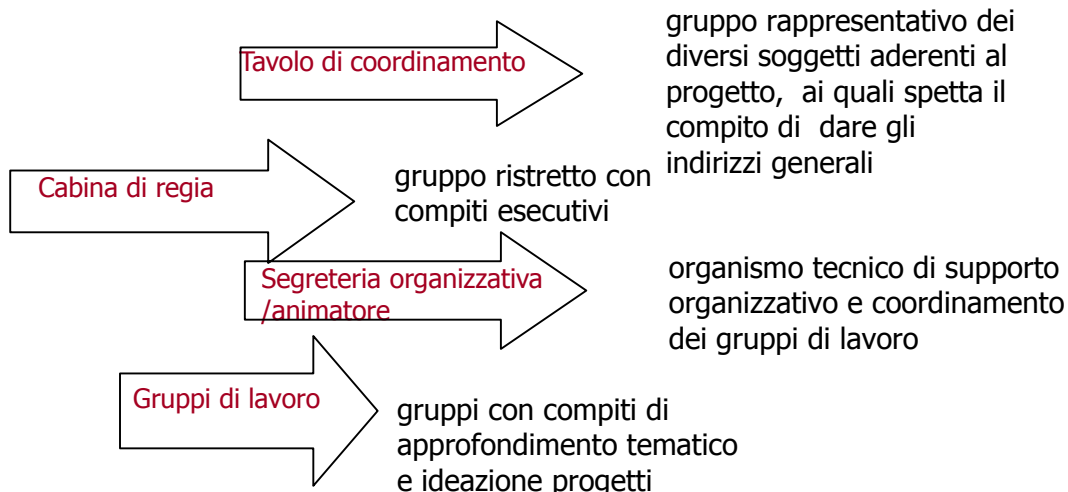 Tavolo di coordinamento
gruppo rappresentativo dei
diversi soggetti aderenti al
progetto, ai quali spetta il
compito di dare gli
indirizzi generali
Cabina di regia
gruppo ristretto con
compiti esecutivi
Segreteria organizzativa
/animatore
organismo tecnico di supporto
organizzativo e coordinamento
dei gruppi di lavoro
Gruppi di lavoro
gruppi con compiti di
approfondimento tematico
e ideazione progetti